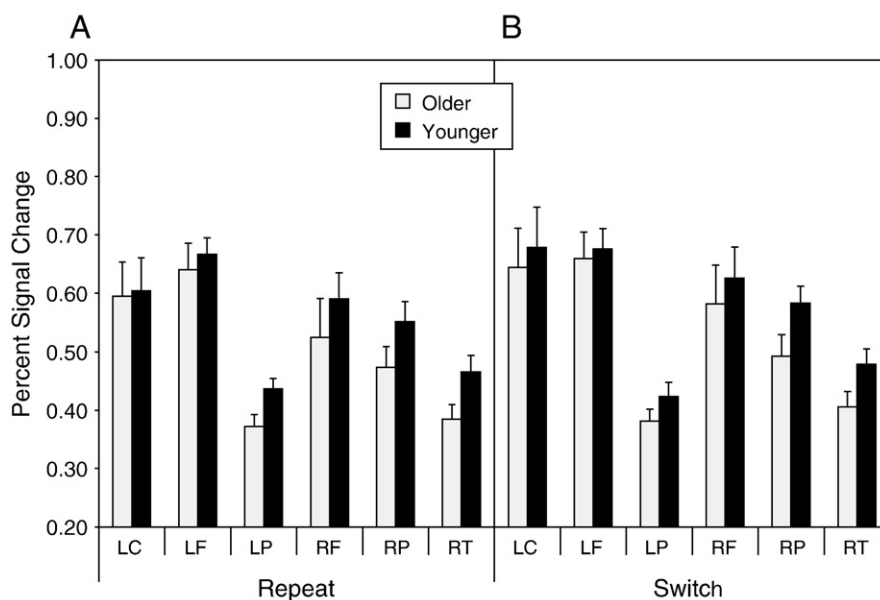 A B
1.00
0.90
0.80
0.70
0.60
0.50
0.40
0.30
0.20
Percent Signal Change
Older
Younger
LC LF LP RF RP RT LC LF LP RF RP RT
Repeat Switch